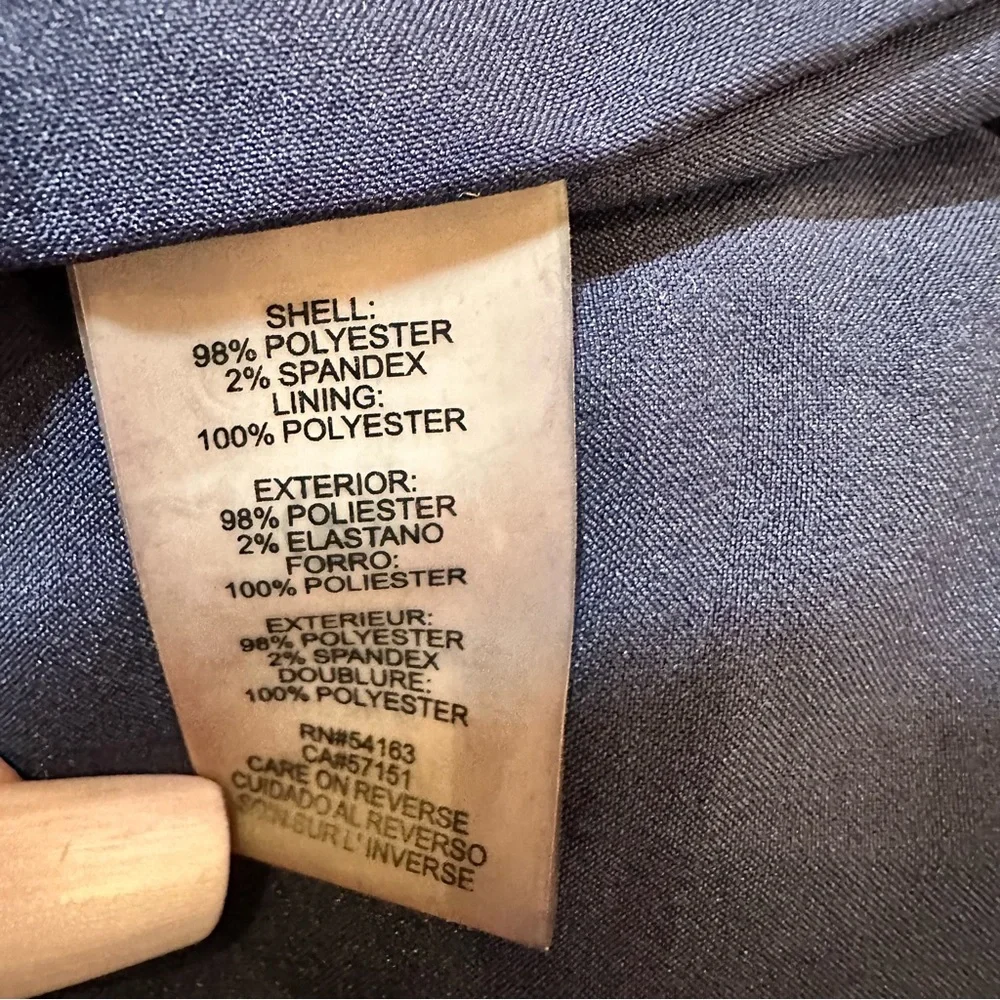 SHELL:
98% POLYESTER
2% SPANDEX
LINING:
100% POLYESTER
EXTERIOR:
98% POLIESTER
2% ELASTANO
FORRO:
100% POLIESTER
EXTERIEUR:
98% POLYESTER
2% SPANDEX
DOUBLURE:
100% POLYESTER
RN#54163
CA#57151
CARE ON REVERSE
CUIDADO AL REVERSO
SOIN SUR L'INVERSE